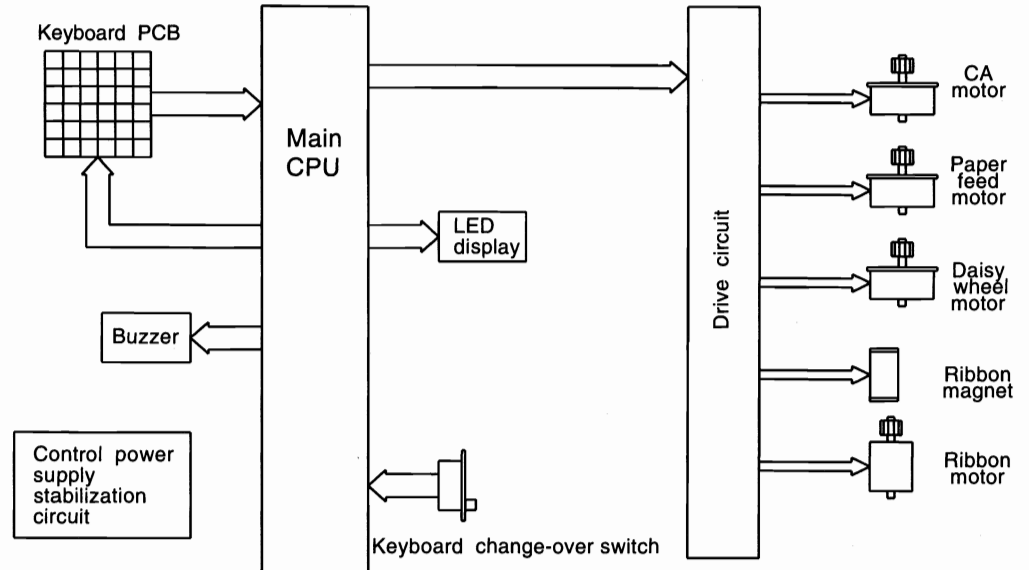 Keyboard PCB
Main
CPU
LED
display
Buzzer
Control power
supply
stabilization
circuit
Keyboard change-over switch
Drive circuit
CA
motor
Paper
feed
motor
Daisy
wheel
motor
Ribbon
magnet
Ribbon
motor